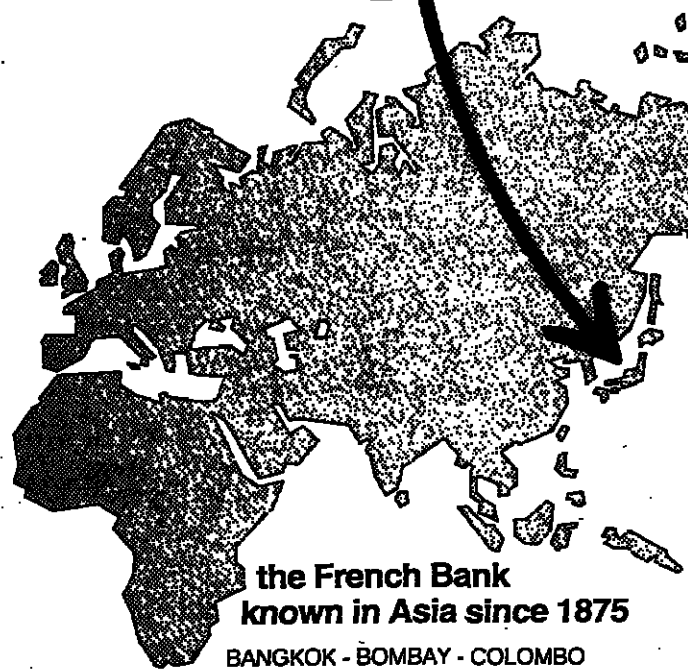 the French Bank
known in Asia since 1875
BANGKOK - BOMBAY - COLOMBO